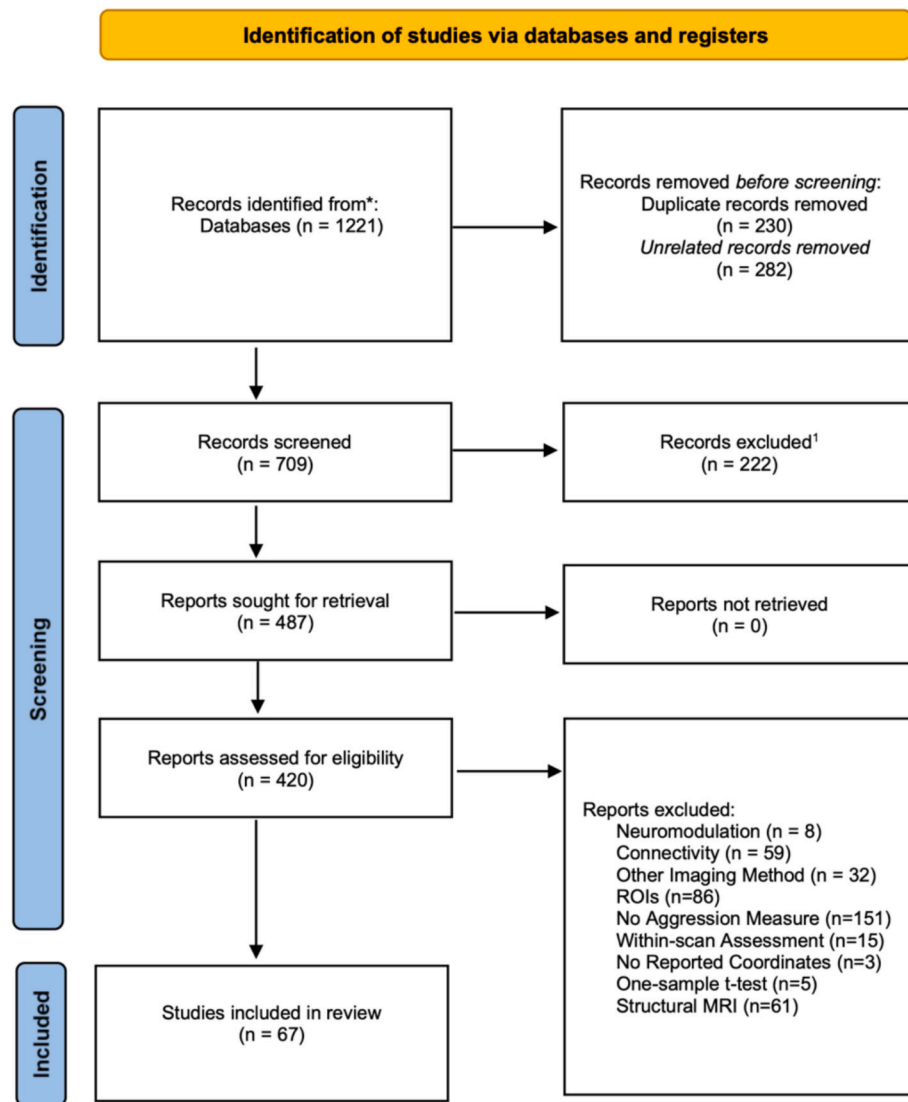 Identification of studies via databases and registers
Identification
Records identified from*:
Databases (n = 1221)
Records removed before screening:
Duplicate records removed
(n = 230)
Unrelated records removed
(n = 282)
Screening
Records screened
(n = 709)
Records excluded¹
(n = 222)
Reports sought for retrieval
(n = 487)
Reports not retrieved
(n = 0)
Reports assessed for eligibility
(n = 420)
Reports excluded:
Neuromodulation (n = 8)
Connectivity (n = 59)
Other Imaging Method (n = 32)
ROIs (n=86)
No Aggression Measure (n=151)
Within-scan Assessment (n=15)
No Reported Coordinates (n=3)
One-sample t-test (n=5)
Structural MRI (n=61)
Included
Studies included in review
(n = 67)